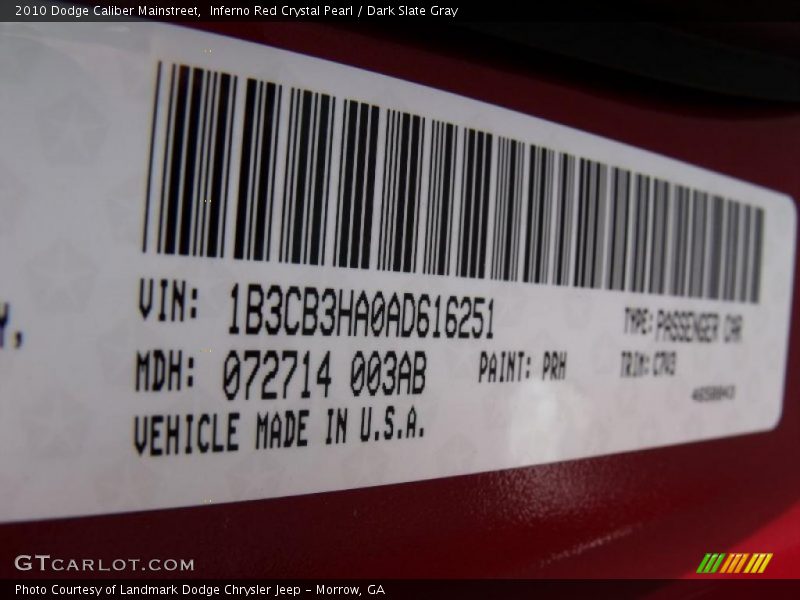 2010 Dodge Caliber Mainstreet,  Inferno Red Crystal Pearl / Dark Slate Gray
VIN: 1B3CB3HA0AD616251 TYPE: PASSENGER CAR
MDH: 072714 003AB PAINT: PRH TRIM:
VEHICLE MADE IN U.S.A.
GTCARLOT.COM
Photo Courtesy of Landmark Dodge Chrysler Jeep - Morrow, GA